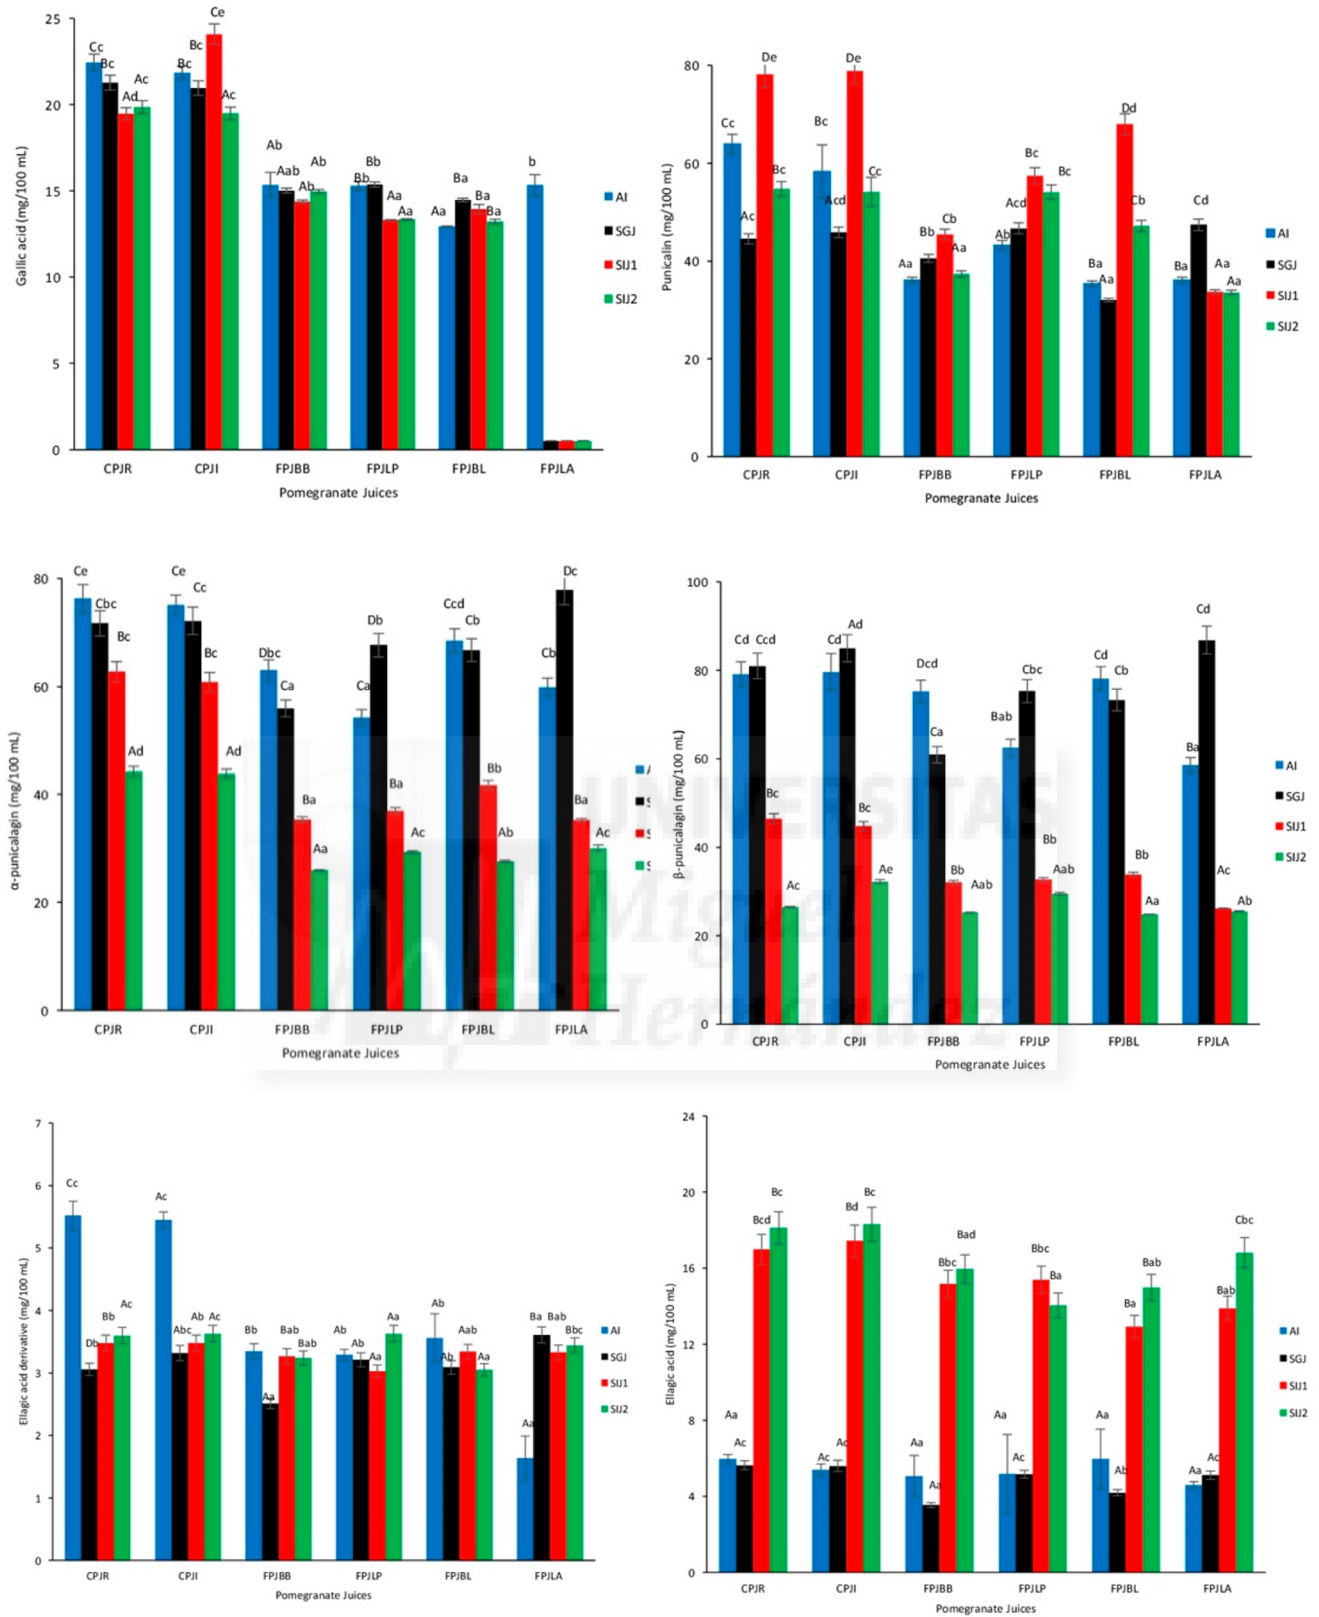 25
20
15
10
5
0
Gallic acid (mg/100 mL)
Cc Bc Ad Ac
Bc Bc Ce Ac
Ab Aab Ab Ab
Bb Bb Aa Aa
Aa Ba Ba Ba
b
CPJR CPJI FPJBB FPJLP FPJBL FPJLA
Pomegranate Juices
AI
SGJ
SIJ1
SIJ2
80
60
40
20
0
Punicalin (mg/100 mL)
Cc Ac De Bc
Bc Acd De Cc
Aa Bb Cb Aa
Ab Acd Bc Bc
Ba Aa Dd Cb
Ba Cd Aa Aa
CPJR CPJI FPJBB FPJLP FPJBL FPJLA
Pomegranate Juices
AI
SGJ
SIJ1
SIJ2
80
60
40
20
0
α-punicalagin (mg/100 mL)
Ce Cbc Bc Ad
Ce Cc Bc Ad
Dbc Ca Ba Aa
Ca Db Ba Ac
Ccd Cb Bb Ab
Cb Dc Ba Ac
CPJR CPJI FPJBB FPJLP FPJBL FPJLA
Pomegranate Juices
100
80
60
40
20
0
β-punicalagin (mg/100 mL)
Cd Ccd Bc Ac
Cd Ad Bc Ae
Dcd Ca Bb Aab
Bab Cbc Bb Aab
Cd Cb Bb Aa
Ba Cd Ac Ab
CPJR CPJI FPJBB FPJLP FPJBL FPJLA
Pomegranate Juices
AI
SGJ
SIJ1
SIJ2
UNIVERSITAS
Miguel
Hernández
7
6
5
4
3
2
1
0
Ellagic acid derivative (mg/100 mL)
Cc Db Bb Ac
Ac Abc Ab Ac
Bb Aa Bab Bab
Ab Ab Aa Aa
Ab Ab Aab Aa
Aa Ba Bab Bbc
CPJR CPJI FPJBB FPJLP FPJBL FPJLA
Pomegranate Juices
AI
SGJ
SIJ1
SIJ2
24
20
16
12
8
4
0
Ellagic acid (mg/100 mL)
Aa Ac Bcd Bc
Ac Ac Bd Bc
Aa Aa Bbc Bad
Aa Ac Bbc Ba
Aa Ab Ba Bab
Aa Ac Bab Cbc
CPJR CPJI FPJBB FPJLP FPJBL FPJLA
Pomegranate Juices
AI
SGJ
SIJ1
SIJ2